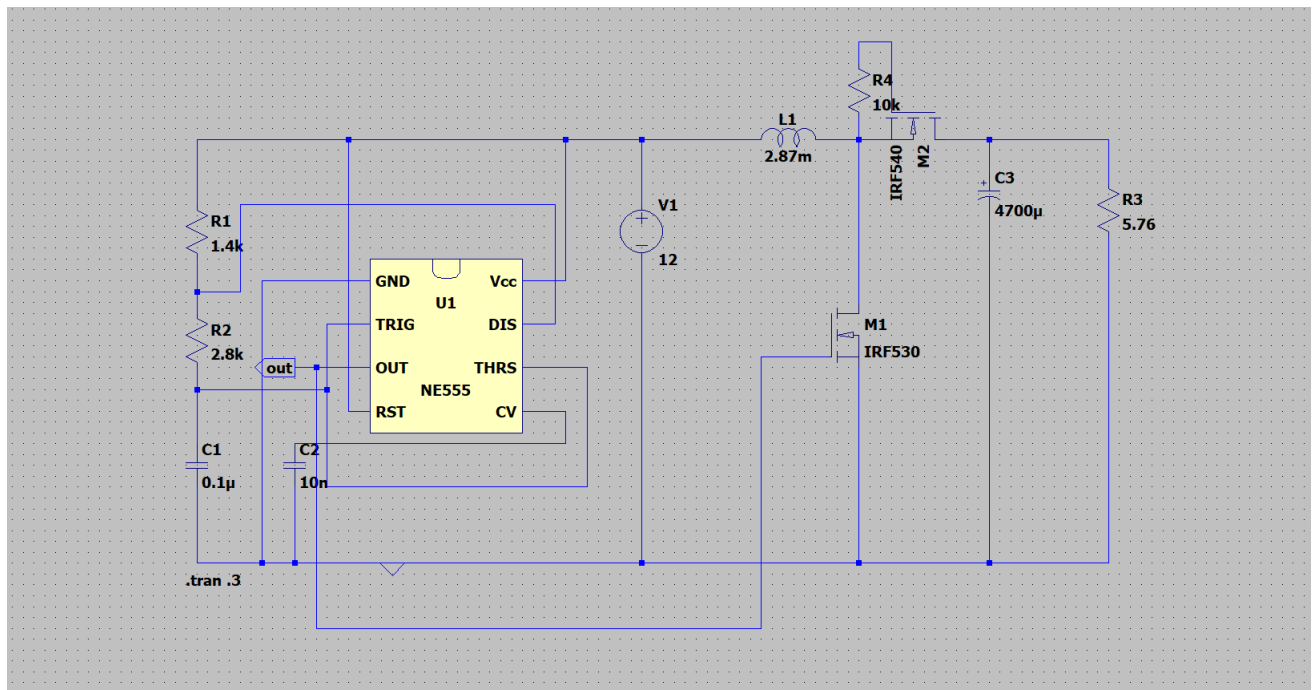 R4
10k
L1
2.87m
IRF540
M2
C3
4700µ
R3
5.76
R1
1.4k
V1
12
GND
Vcc
U1
TRIG
DIS
R2
2.8k
M1
IRF530
out
OUT
THRS
NE555
RST
CV
C1
0.1µ
C2
10n
+
.tran .3